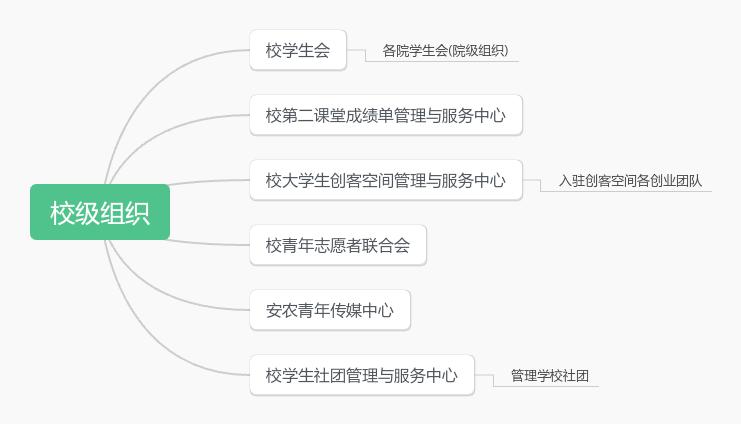 校级组织
校学生会
各院学生会(院级组织)
校第二课堂成绩单管理与服务中心
校大学生创客空间管理与服务中心
入驻创客空间各创业团队
校青年志愿者联合会
安农青年传媒中心
校学生社团管理与服务中心
管理学校社团